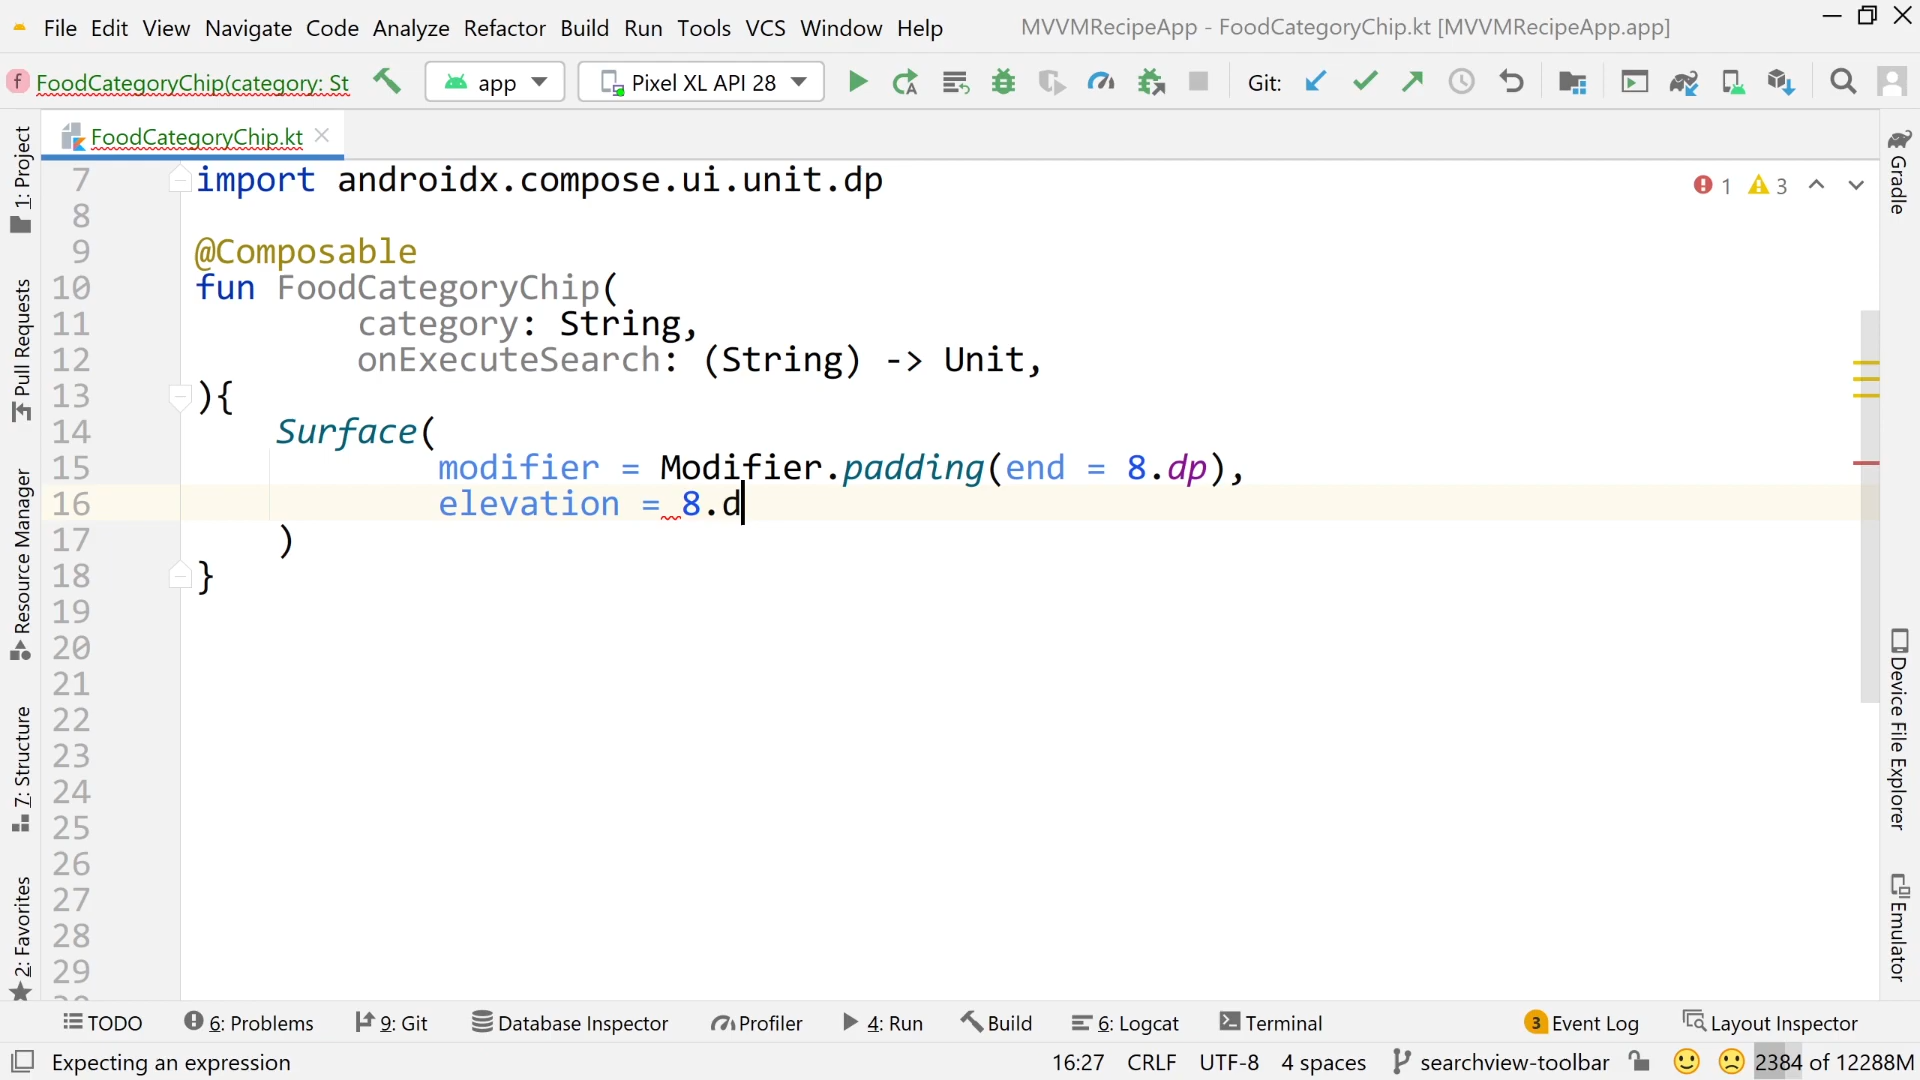 File Edit View Navigate Code Analyze Refactor Build Run Tools VCS Window Help MVVMRecipeApp - FoodCategoryChip.kt [MVVMRecipeApp.app]
f FoodCategoryChip(category: St app Pixel XL API 28 Git:
FoodCategoryChip.kt
1 3
7 import androidx.compose.ui.unit.dp
8
9 @Composable
10 fun FoodCategoryChip(
11 category: String,
12 onExecuteSearch: (String) -> Unit,
13 ){
14 Surface(
15 modifier = Modifier.padding(end = 8.dp),
16 elevation = 8.d
17 )
18 }
19
20
21
22
23
24
25
26
27
28
29
1: Project
Pull Requests
Resource Manager
7: Structure
2: Favorites
Gradle
Device File Explorer
Emulator
TODO 6: Problems 9: Git Database Inspector Profiler 4: Run Build 6: Logcat Terminal 3 Event Log Layout Inspector
Expecting an expression 16:27 CRLF UTF-8 4 spaces searchview-toolbar 2384 of 12288M